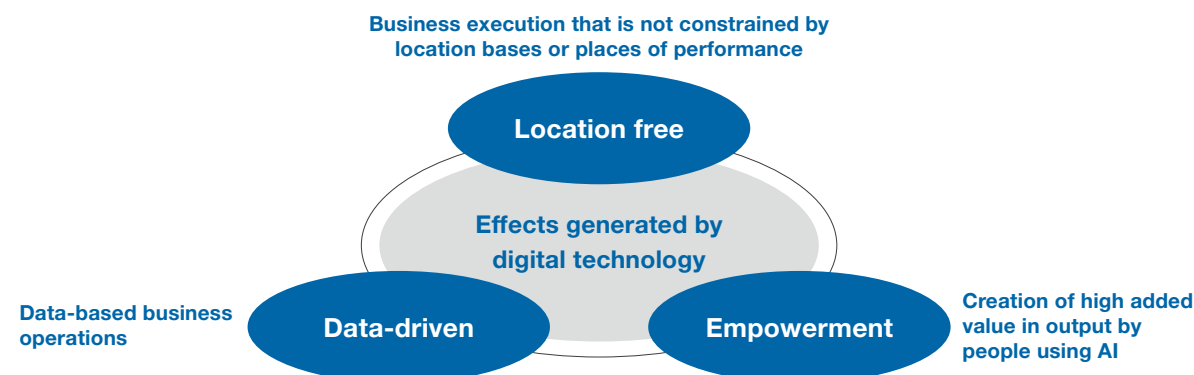 Business execution that is not constrained by
location bases or places of performance
Location free
Effects generated by
digital technology
Data-based business
operations
Data-driven
Empowerment
Creation of high added
value in output by
people using AI